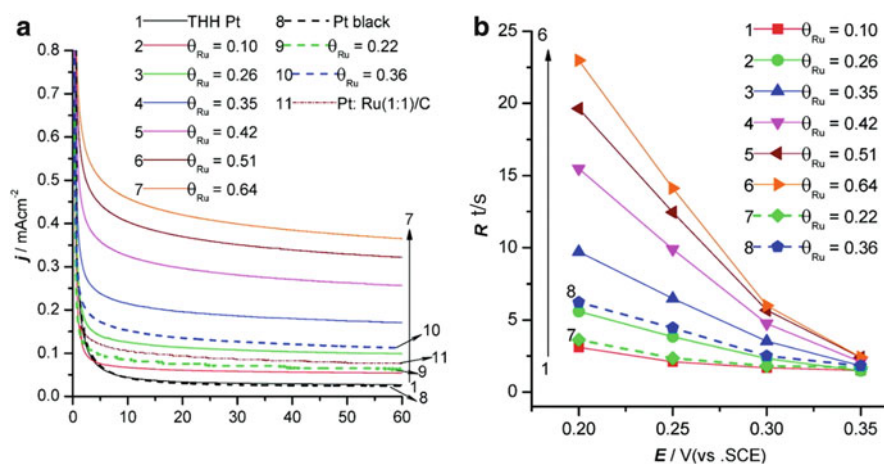 a
1 THH Pt
2 θRu = 0.10
3 θRu = 0.26
4 θRu = 0.35
5 θRu = 0.42
6 θRu = 0.51
7 θRu = 0.64
8 Pt black
9 θRu = 0.22
10 θRu = 0.36
11 Pt: Ru(1:1)/C
j / mAcm-2
0.8
0.7
0.6
0.5
0.4
0.3
0.2
0.1
0.0
0 10 20 30 40 50 60
7
10
11
9
1
8
b
1 θRu = 0.10
2 θRu = 0.26
3 θRu = 0.35
4 θRu = 0.42
5 θRu = 0.51
6 θRu = 0.64
7 θRu = 0.22
8 θRu = 0.36
R t/s
25
20
15
10
5
0
6
8
7
1
0.20 0.25 0.30 0.35
E / V(vs .SCE)